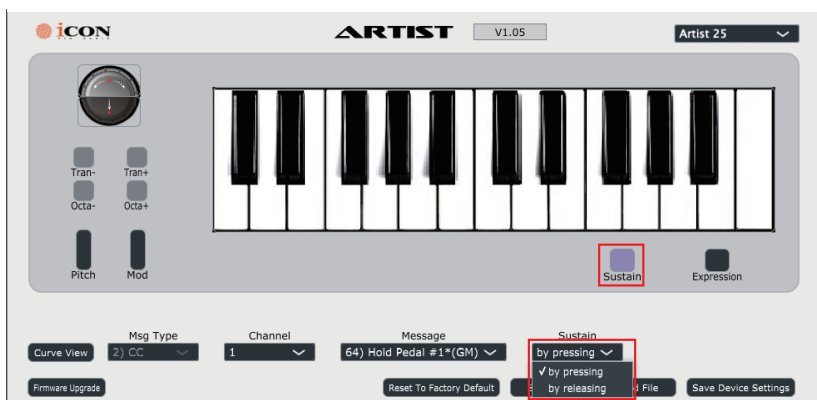 iCON
ARTIST
V1.05
Artist 25
Tran-
Tran+
Octa-
Octa+
Pitch
Mod
Sustain
Expression
Msg Type
Channel
Message
Sustain
Curve View
2) CC
1
64) Hold Pedal #1*(GM)
by pressing
✓ by pressing
by releasing
Firmware Upgrade
Reset To Factory Default
File
Save Device Settings